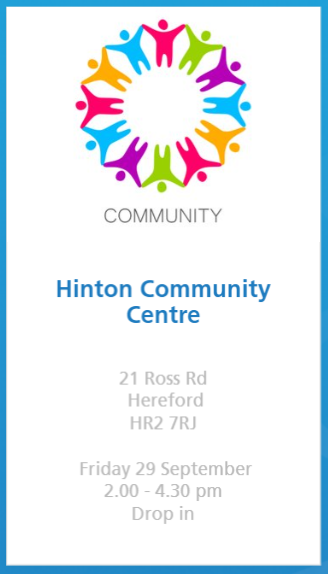 COMMUNITY
Hinton Community
Centre
21 Ross Rd
Hereford
HR2 7RJ
Friday 29 September
2.00 - 4.30 pm
Drop in